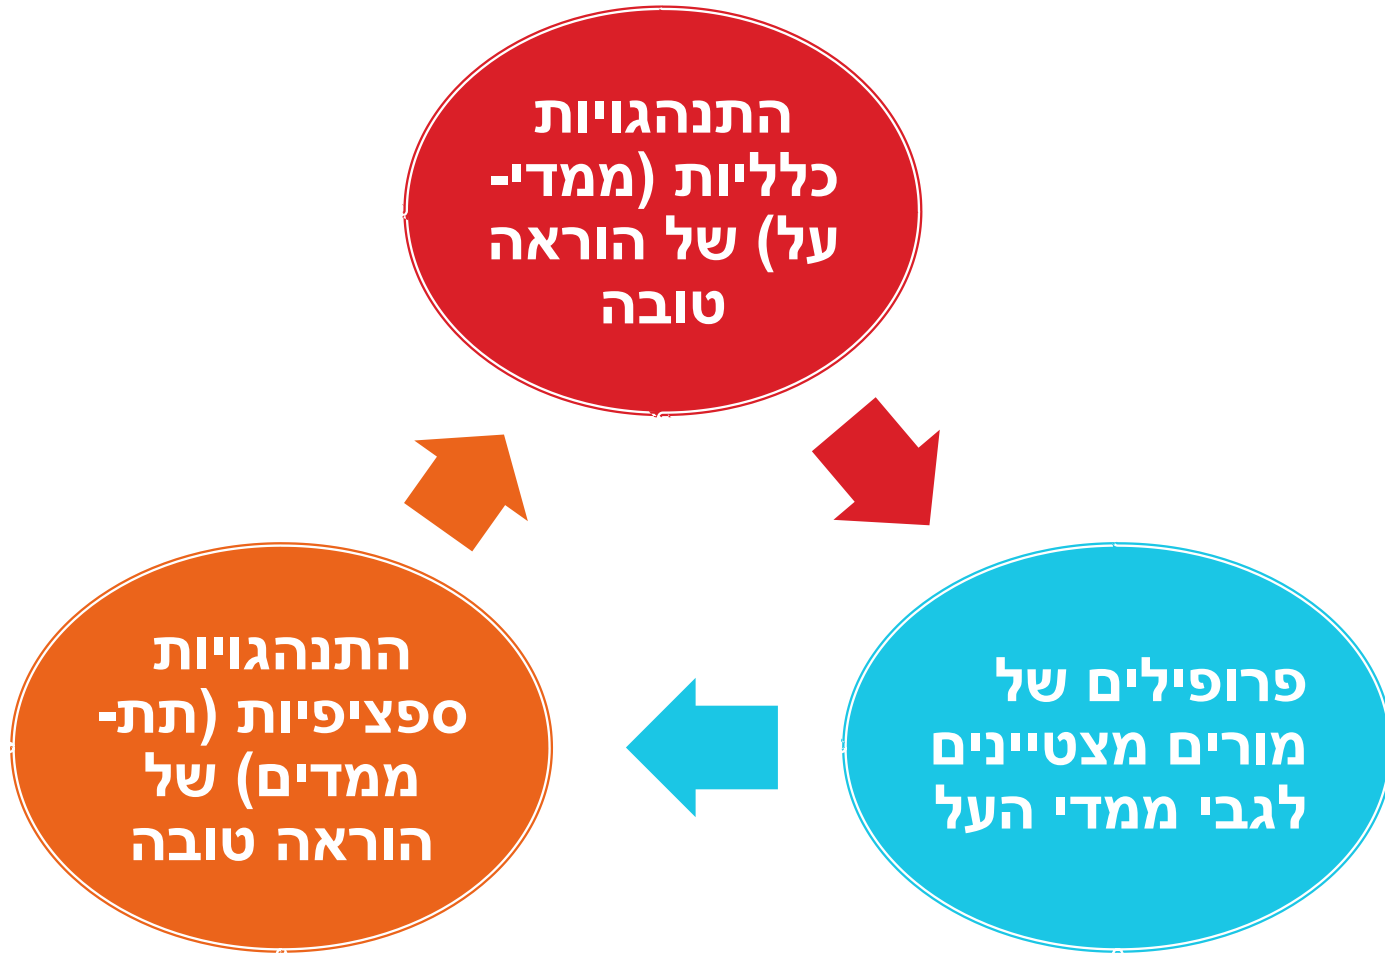 התנהגויות
כלליות (ממדי-
על) של הוראה
טובה
פרופילים של
מורים מצטיינים
לגבי ממדי העל
התנהגויות
ספציפיות (תת-
ממדים) של
הוראה טובה